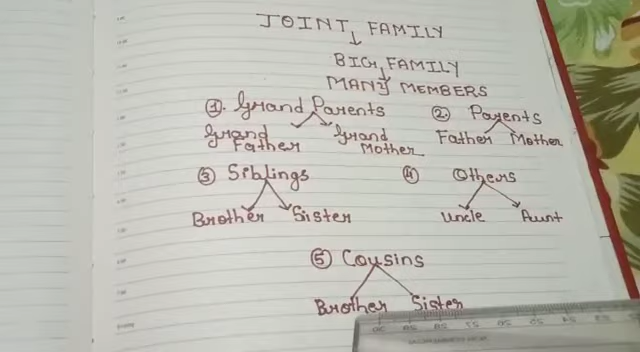 JOINT FAMILY
BIG FAMILY
MANY MEMBERS
① Grand Parents
Grand Father
Grand Mother
② Parents
Father Mother
③ Siblings
Brother Sister
④ Others
Uncle Aunt
⑤ Cousins
Brother Sister